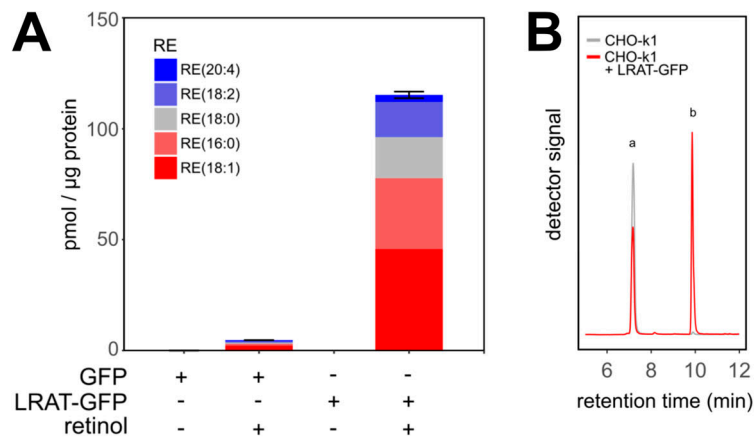 A
150
100
50
0
pmol / µg protein
RE
RE(20:4)
RE(18:2)
RE(18:0)
RE(16:0)
RE(18:1)
GFP + + - -
LRAT-GFP - - + +
retinol - + - +
B
CHO-k1
CHO-k1
+ LRAT-GFP
a
b
detector signal
6 8 10 12
retention time (min)